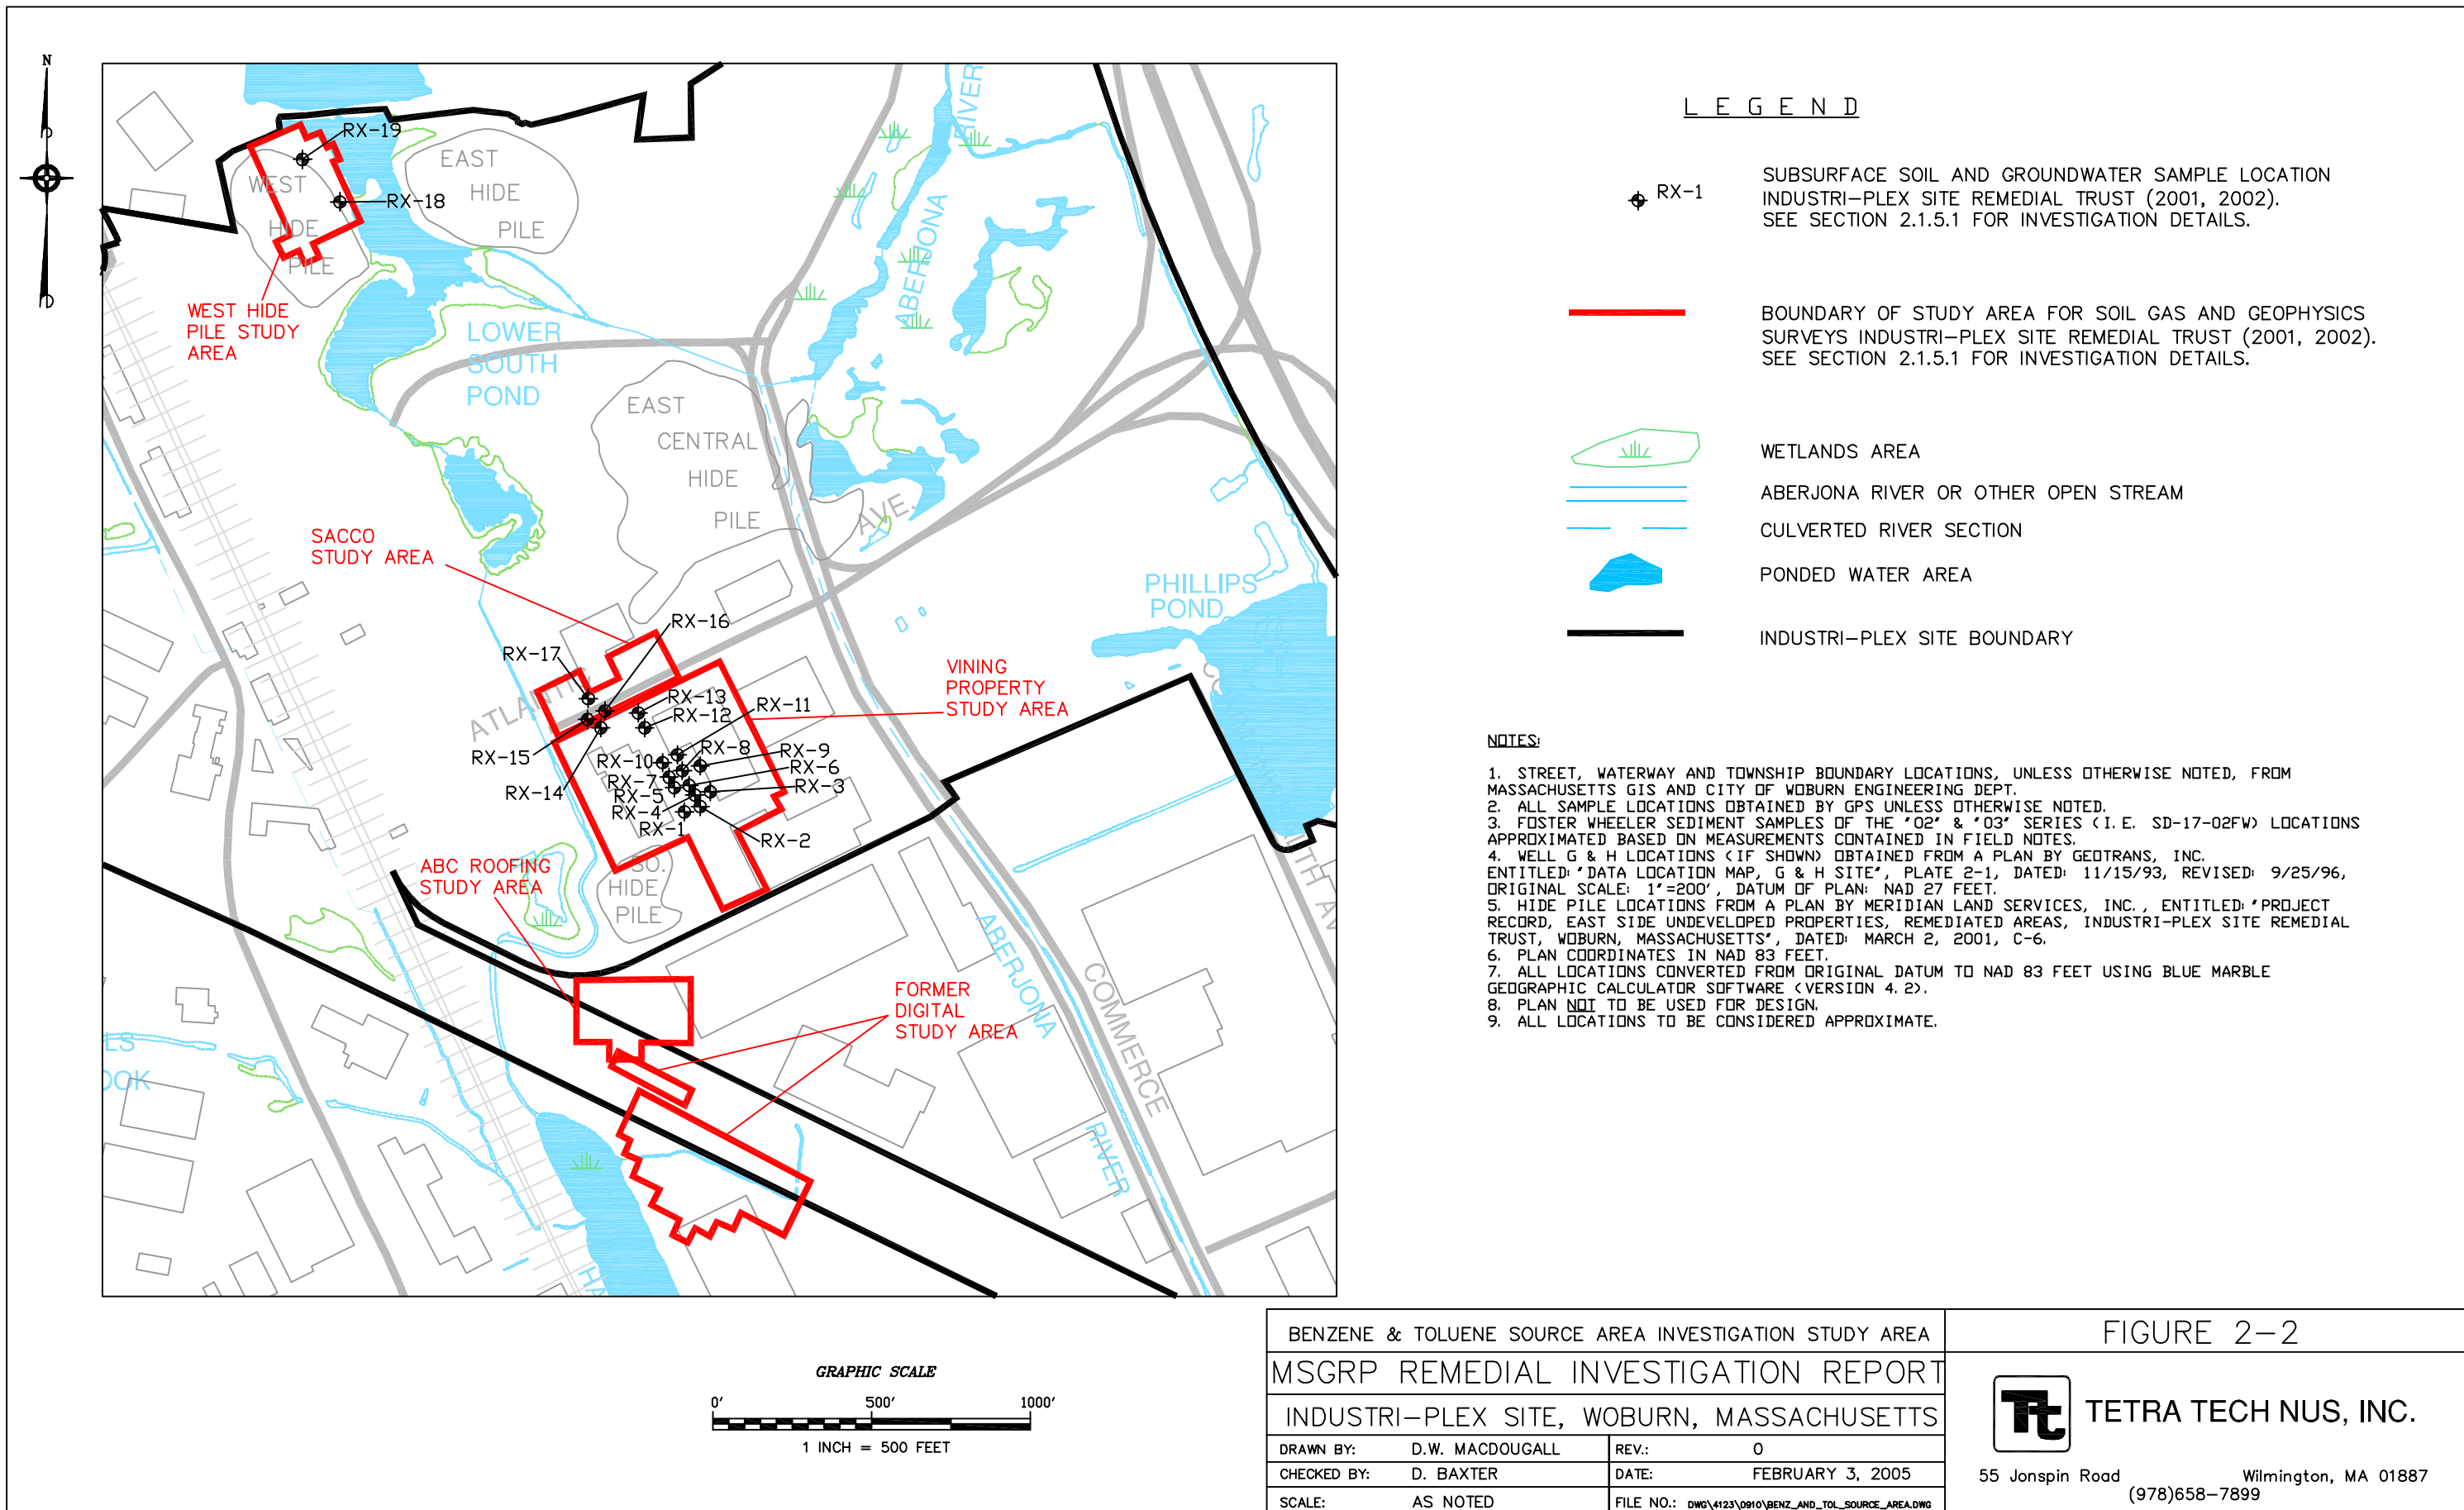 N
RX-19
EAST
HIDE
PILE
WEST
HIDE
PILE
RX-18
RIVER
ABERJONA
WEST HIDE
PILE STUDY
AREA
LOWER
SOUTH
POND
EAST
CENTRAL
HIDE
PILE
AVE.
SACCO
STUDY AREA
PHILLIPS
POND
RX-16
RX-17
ATLANTIC
VINING
PROPERTY
STUDY AREA
RX-13
RX-11
RX-12
RX-15
RX-8
RX-9
RX-10
RX-6
RX-7
RX-3
RX-14
RX-5
RX-4
RX-1
RX-2
ABC ROOFING
STUDY AREA
SO.
HIDE
PILE
ABERJONA
RIVER
COMMERCE
FORMER
DIGITAL
STUDY AREA
LS
OOK
HA
L E G E N D
RX-1
SUBSURFACE SOIL AND GROUNDWATER SAMPLE LOCATION
INDUSTRI-PLEX SITE REMEDIAL TRUST (2001, 2002).
SEE SECTION 2.1.5.1 FOR INVESTIGATION DETAILS.
BOUNDARY OF STUDY AREA FOR SOIL GAS AND GEOPHYSICS
SURVEYS INDUSTRI-PLEX SITE REMEDIAL TRUST (2001, 2002).
SEE SECTION 2.1.5.1 FOR INVESTIGATION DETAILS.
WETLANDS AREA
ABERJONA RIVER OR OTHER OPEN STREAM
CULVERTED RIVER SECTION
PONDED WATER AREA
INDUSTRI-PLEX SITE BOUNDARY
NOTES:
1. STREET, WATERWAY AND TOWNSHIP BOUNDARY LOCATIONS, UNLESS OTHERWISE NOTED, FROM
MASSACHUSETTS GIS AND CITY OF WOBURN ENGINEERING DEPT.
2. ALL SAMPLE LOCATIONS OBTAINED BY GPS UNLESS OTHERWISE NOTED.
3. FOSTER WHEELER SEDIMENT SAMPLES OF THE "02" & "03" SERIES (I.E. SD-17-02FW) LOCATIONS
APPROXIMATED BASED ON MEASUREMENTS CONTAINED IN FIELD NOTES.
4. WELL G & H LOCATIONS (IF SHOWN) OBTAINED FROM A PLAN BY GEOTRANS, INC.
ENTITLED: "DATA LOCATION MAP, G & H SITE", PLATE 2-1, DATED: 11/15/93, REVISED: 9/25/96,
ORIGINAL SCALE: 1"=200', DATUM OF PLAN: NAD 27 FEET.
5. HIDE PILE LOCATIONS FROM A PLAN BY MERIDIAN LAND SERVICES, INC., ENTITLED: "PROJECT
RECORD, EAST SIDE UNDEVELOPED PROPERTIES, REMEDIATED AREAS, INDUSTRI-PLEX SITE REMEDIAL
TRUST, WOBURN, MASSACHUSETTS", DATED: MARCH 2, 2001, C-6.
6. PLAN COORDINATES IN NAD 83 FEET.
7. ALL LOCATIONS CONVERTED FROM ORIGINAL DATUM TO NAD 83 FEET USING BLUE MARBLE
GEOGRAPHIC CALCULATOR SOFTWARE (VERSION 4.2).
8. PLAN NOT TO BE USED FOR DESIGN.
9. ALL LOCATIONS TO BE CONSIDERED APPROXIMATE.
GRAPHIC SCALE
0' 500' 1000'
1 INCH = 500 FEET
BENZENE & TOLUENE SOURCE AREA INVESTIGATION STUDY AREA
MSGRP REMEDIAL INVESTIGATION REPORT
INDUSTRI-PLEX SITE, WOBURN, MASSACHUSETTS
DRAWN BY: D.W. MACDOUGALL REV.: 0
CHECKED BY: D. BAXTER DATE: FEBRUARY 3, 2005
SCALE: AS NOTED FILE NO.: DWG\4123\0910\BENZ_AND_TOL_SOURCE_AREA.DWG
FIGURE 2-2
Tt TETRA TECH NUS, INC.
55 Jonspin Road Wilmington, MA 01887
(978)658-7899